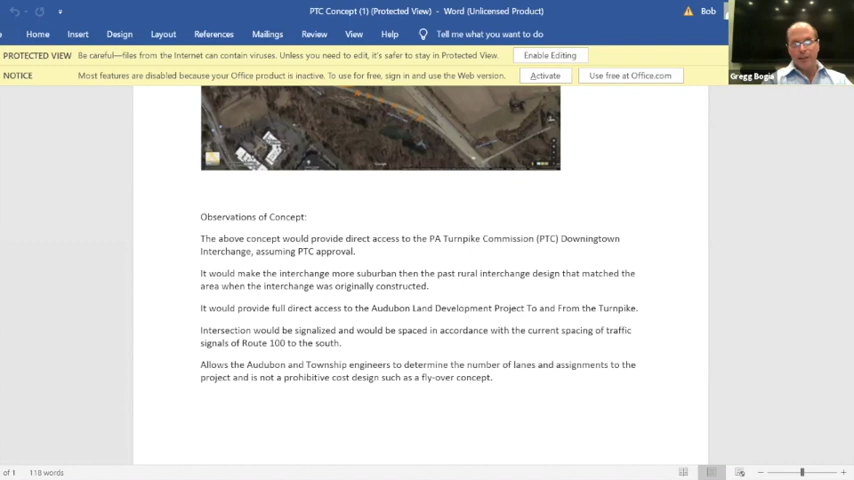 PTC Concept (1) (Protected View) - Word (Unlicensed Product)
Bob
Home Insert Design Layout References Mailings Review View Tell me what you want to do
PROTECTED VIEW Be careful—files from the Internet can contain viruses. Unless you need to edit, it's safer to stay in Protected View. Enable Editing
NOTICE Most features are disabled because your Office product is inactive. To use for free, sign in and use the Web version. Activate Use free at Office.com
Gregg Bogia
Observations of Concept:
The above concept would provide direct access to the PA Turnpike Commission (PTC) Downingtown
Interchange, assuming PTC approval.
It would make the interchange more suburban then the past rural interchange design that matched the
area when the interchange was originally constructed.
It would provide full direct access to the Audubon Land Development Project To and From the Turnpike.
Intersection would be signalized and would be spaced in accordance with the current spacing of traffic
signals of Route 100 to the south.
Allows the Audubon and Township engineers to determine the number of lanes and assignments to the
project and is not a prohibitive cost design such as a fly-over concept.
of 1 118 words